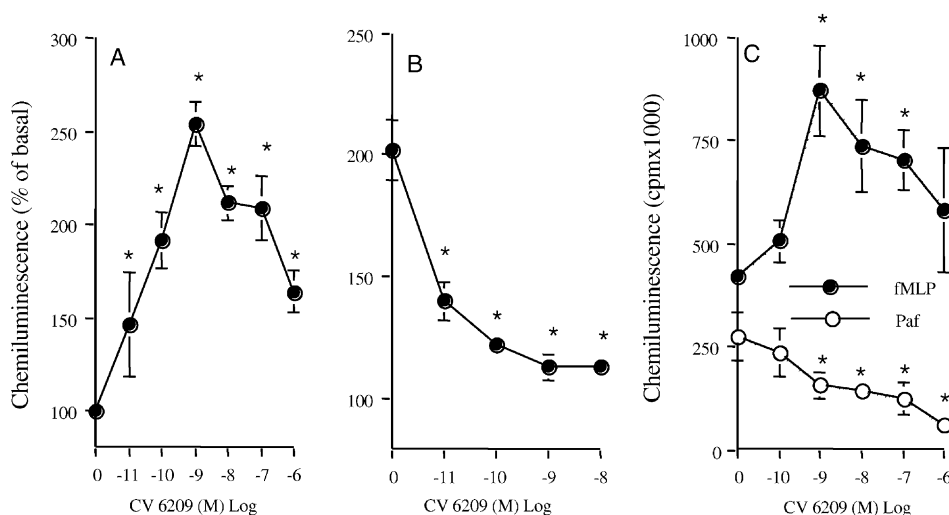 A
Chemiluminescence (% of basal)
300
250
200
150
100
* * * * * * *
0 -11 -10 -9 -8 -7 -6
CV 6209 (M) Log
B
250
200
150
100
* * * *
0 -11 -10 -9 -8
CV 6209 (M) Log
C
Chemiluminescence (cpmx1000)
1000
750
500
250
0
* * *
fMLP
Paf
* * * *
0 -10 -9 -8 -7 -6
CV 6209 (M) Log